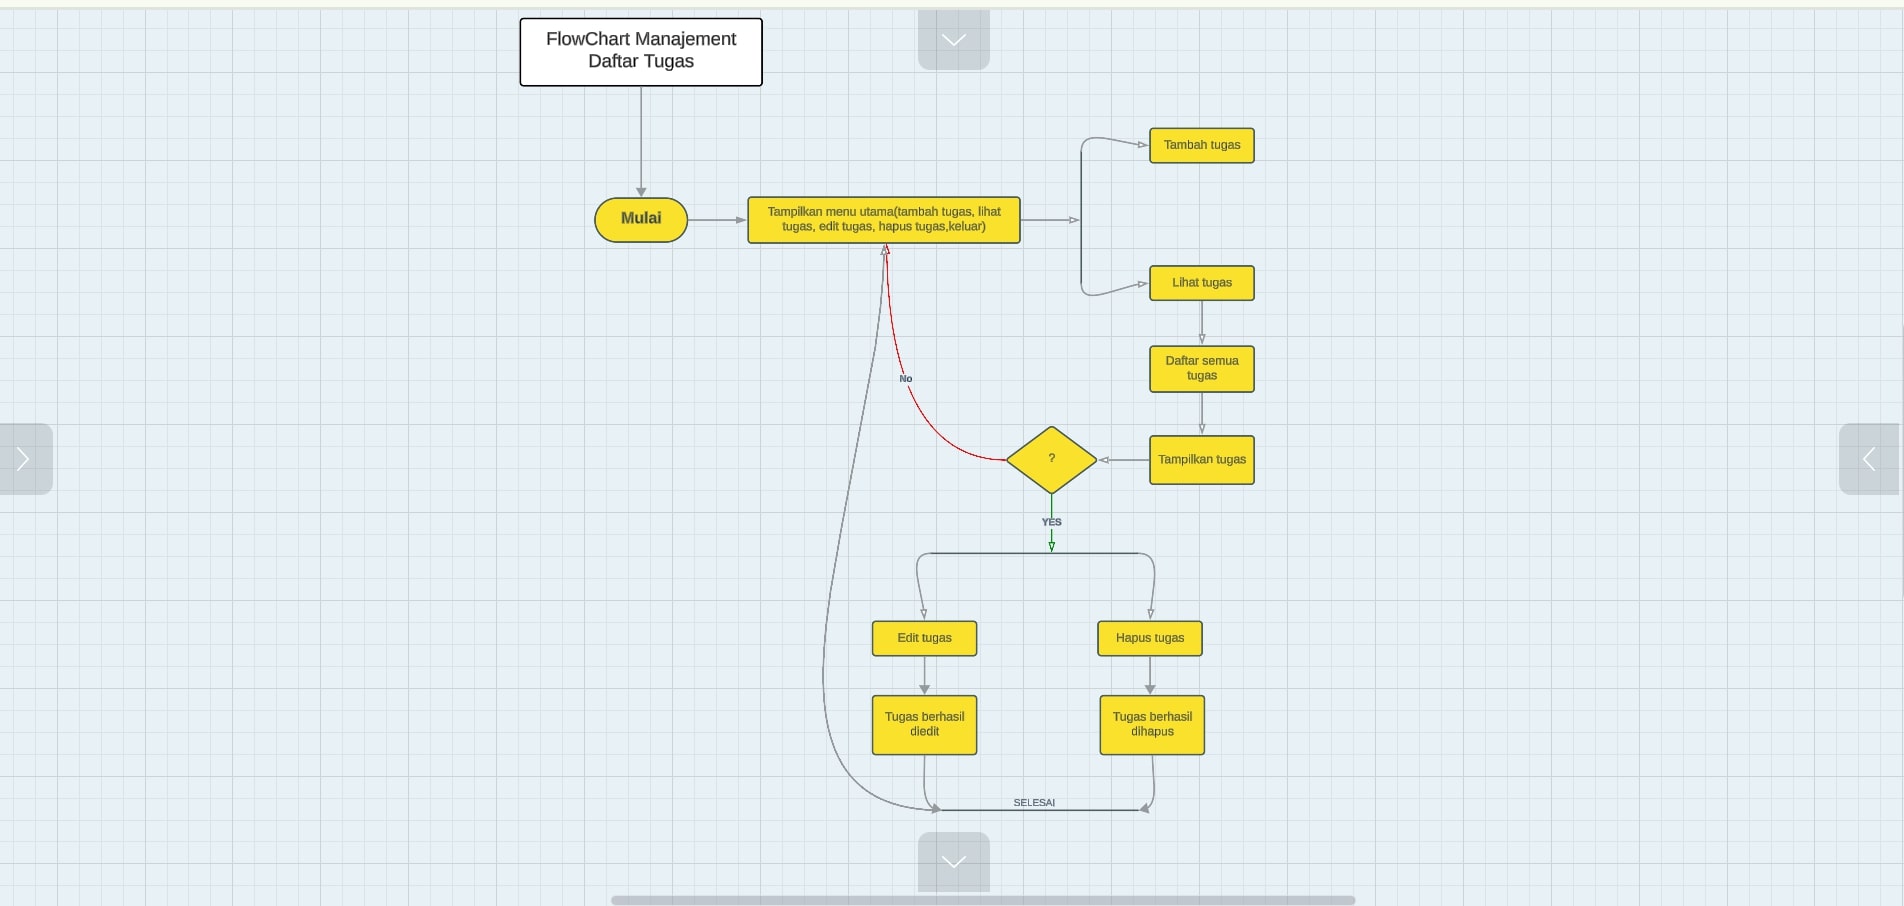 FlowChart Manajement
Daftar Tugas
Tambah tugas
Mulai
Tampilkan menu utama(tambah tugas, lihat
tugas, edit tugas, hapus tugas,keluar)
Lihat tugas
Daftar semua
tugas
No
?
Tampilkan tugas
YES
Edit tugas
Hapus tugas
Tugas berhasil
diedit
Tugas berhasil
dihapus
SELESAI